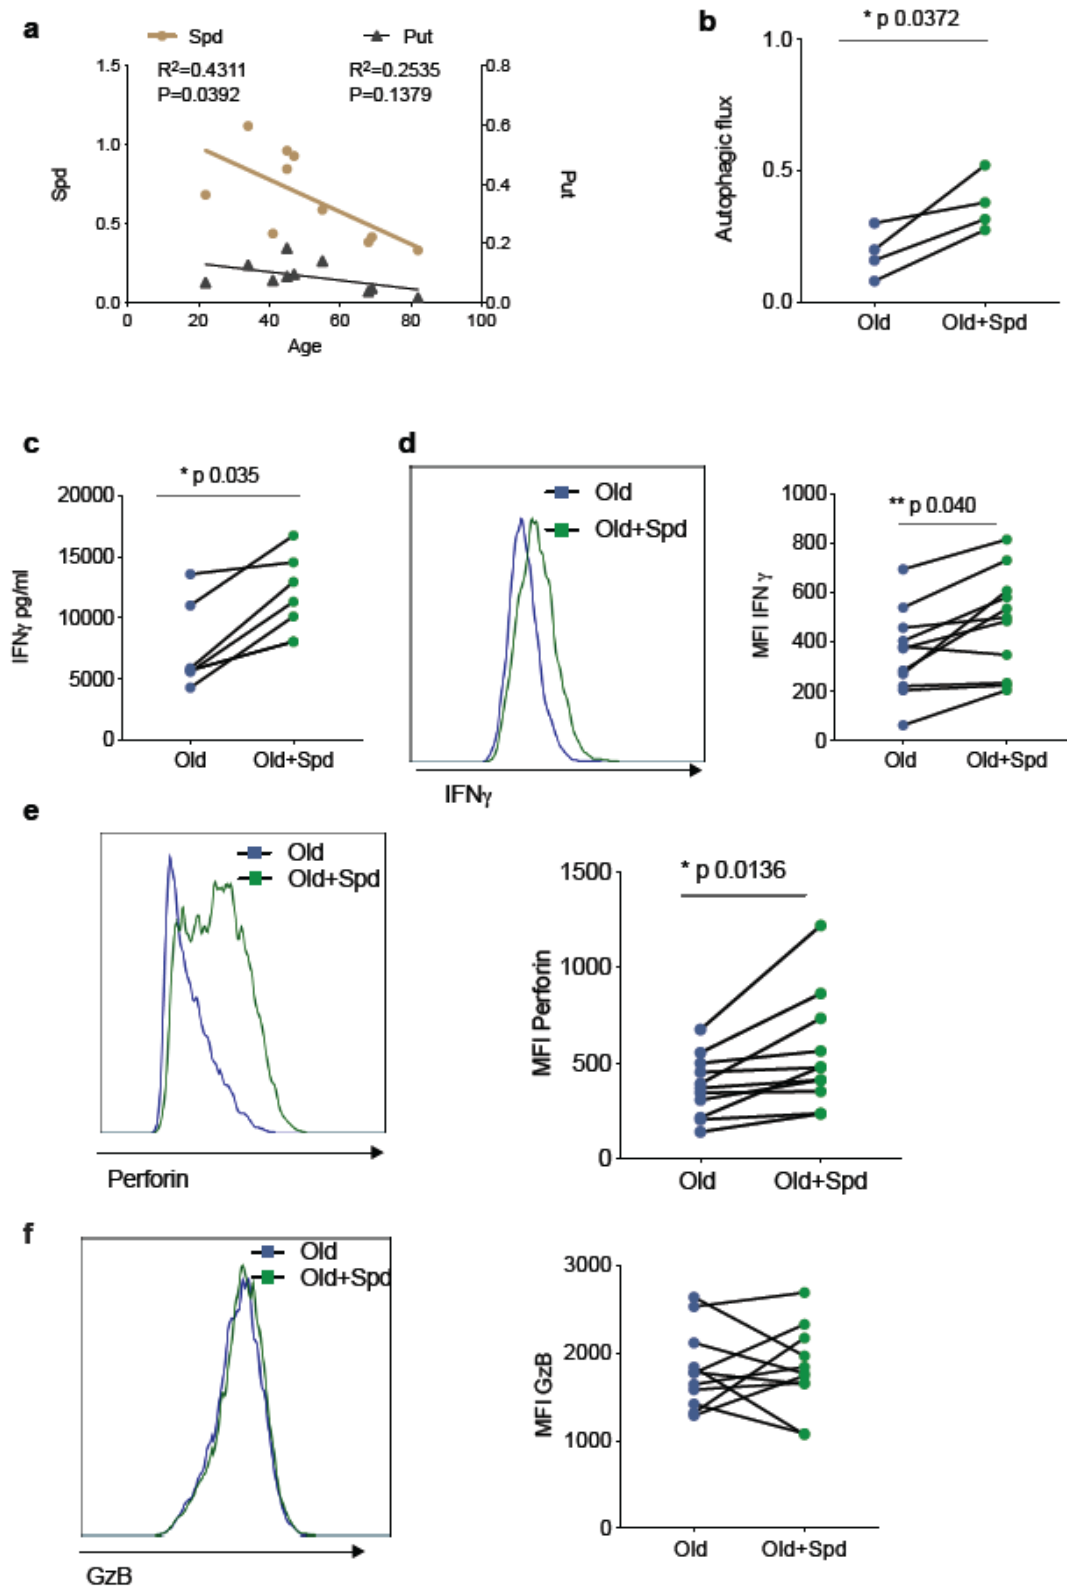 a
Spd
Put
R²=0.4311
P=0.0392
R²=0.2535
P=0.1379
1.5
1.0
0.5
0.0
Spd
0.8
0.6
0.4
0.2
0.0
Put
0 20 40 60 80 100
Age
b
* p 0.0372
1.0
0.5
0.0
Autophagic flux
Old Old+Spd
c
* p 0.035
20000
15000
10000
5000
0
IFNγ pg/ml
Old Old+Spd
d
Old
Old+Spd
IFNγ
** p 0.040
1000
800
600
400
200
0
MFI IFN γ
Old Old+Spd
e
Old
Old+Spd
Perforin
* p 0.0136
1500
1000
500
0
MFI Perforin
Old Old+Spd
f
Old
Old+Spd
GzB
3000
2000
1000
0
MFI GzB
Old Old+Spd